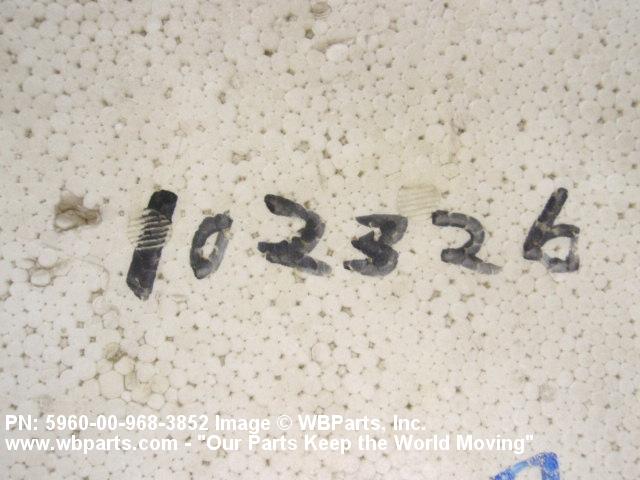 102326
PN: 5960-00-968-3852 Image © WBParts, Inc.
www.wbparts.com - "Our Parts Keep the World Moving"